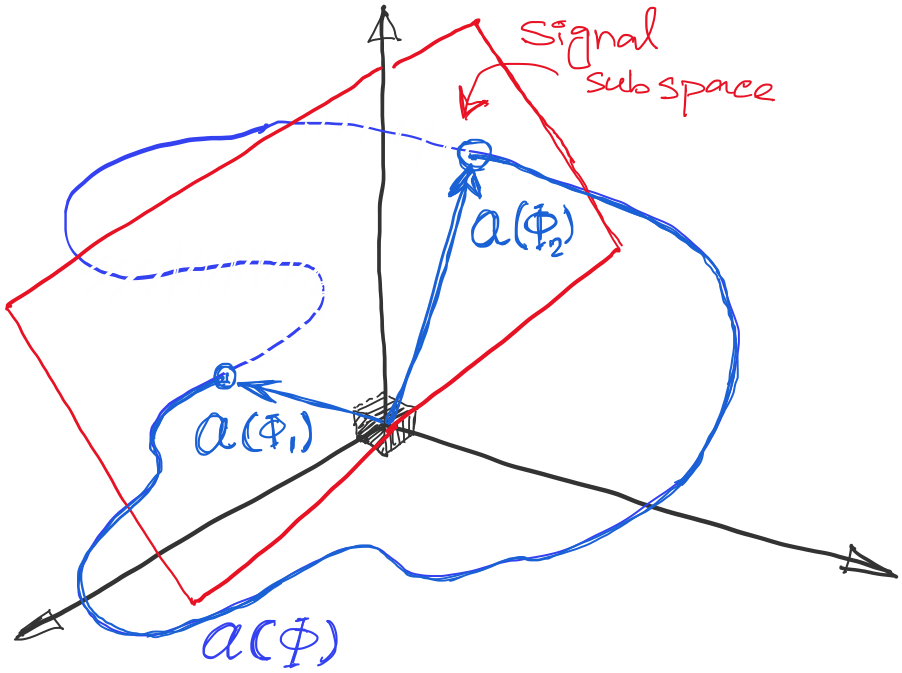 Signal
subspace
a(Φ₂)
a(Φ₁)
a(Φ)